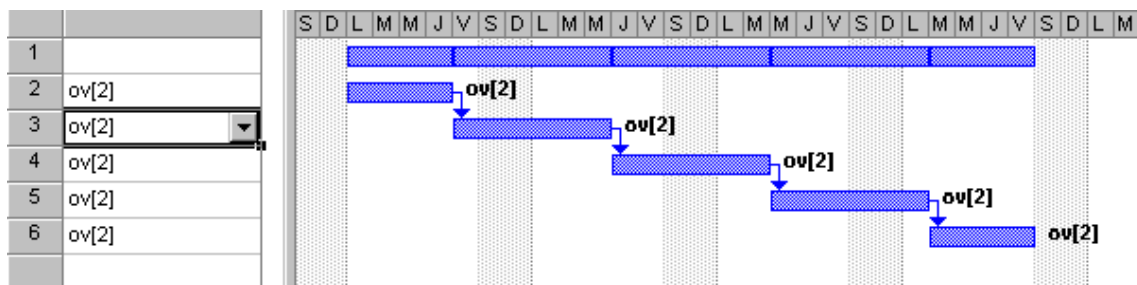 S D L M M J V S D L M M J V S D L M M J V S D L M M J V S D L M
1
2 ov[2] ov[2]
3 ov[2] ov[2]
4 ov[2] ov[2]
5 ov[2] ov[2]
6 ov[2] ov[2]